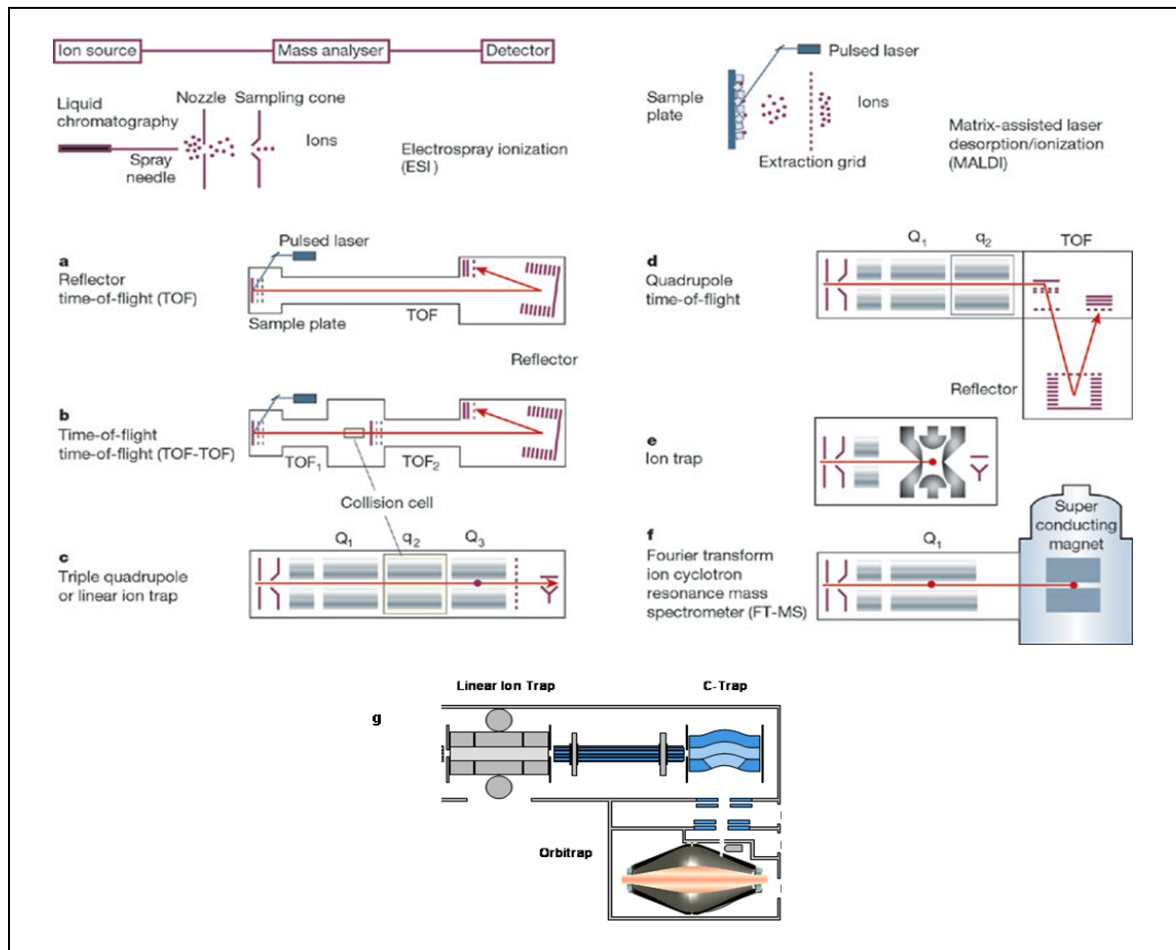 Ion source
Mass analyser
Detector
Liquid
chromatography
Nozzle
Sampling cone
Ions
Spray
needle
Electrospray ionization
(ESI)
Pulsed laser
Sample
plate
Ions
Extraction grid
Matrix-assisted laser
desorption/ionization
(MALDI)
a
Reflector
time-of-flight (TOF)
Pulsed laser
Sample plate
TOF
Reflector
b
Time-of-flight
time-of-flight (TOF-TOF)
TOF1
TOF2
Collision cell
c
Triple quadrupole
or linear ion trap
Q1
q2
Q3
d
Quadrupole
time-of-flight
Q1
q2
TOF
Reflector
e
Ion trap
f
Fourier transform
ion cyclotron
resonance mass
spectrometer (FT-MS)
Q1
Super
conducting
magnet
g
Linear Ion Trap
C-Trap
Orbitrap